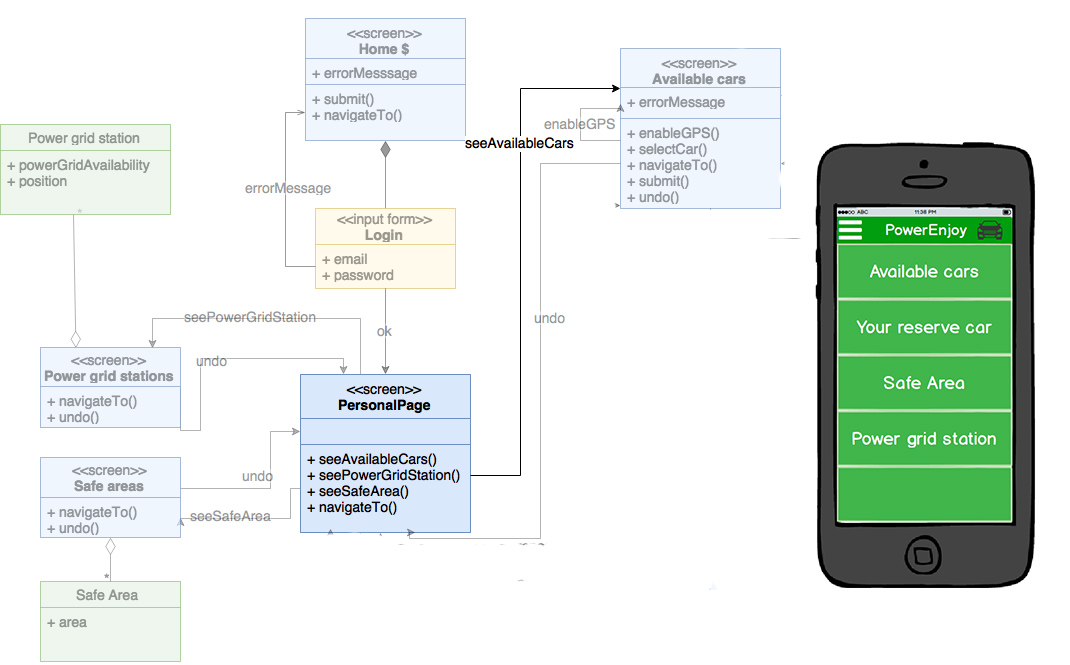 <<screen>>
Home $
+ errorMesssage
+ submit()
+ navigateTo()
<<screen>>
Available cars
+ errorMessage
+ enableGPS()
+ selectCar()
+ navigateTo()
+ submit()
+ undo()
enableGPS
seeAvailableCars
Power grid station
+ powerGridAvailability
+ position
*
errorMessage
<<input form>>
Login
+ email
+ password
seePowerGridStation
ok
undo
<<screen>>
Power grid stations
+ navigateTo()
+ undo()
undo
<<screen>>
PersonalPage
+ seeAvailableCars()
+ seePowerGridStation()
+ seeSafeArea()
+ navigateTo()
<<screen>>
Safe areas
+ navigateTo()
+ undo()
undo
seeSafeArea
*
Safe Area
+ area
ABC
11:38 PM
PowerEnjoy
Available cars
Your reserve car
Safe Area
Power grid station